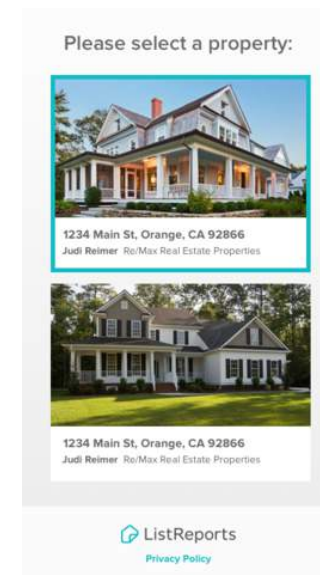 Please select a property:
1234 Main St, Orange, CA 92866
Judi Reimer Re/Max Real Estate Properties
1234 Main St, Orange, CA 92866
Judi Reimer Re/Max Real Estate Properties
ListReports
Privacy Policy